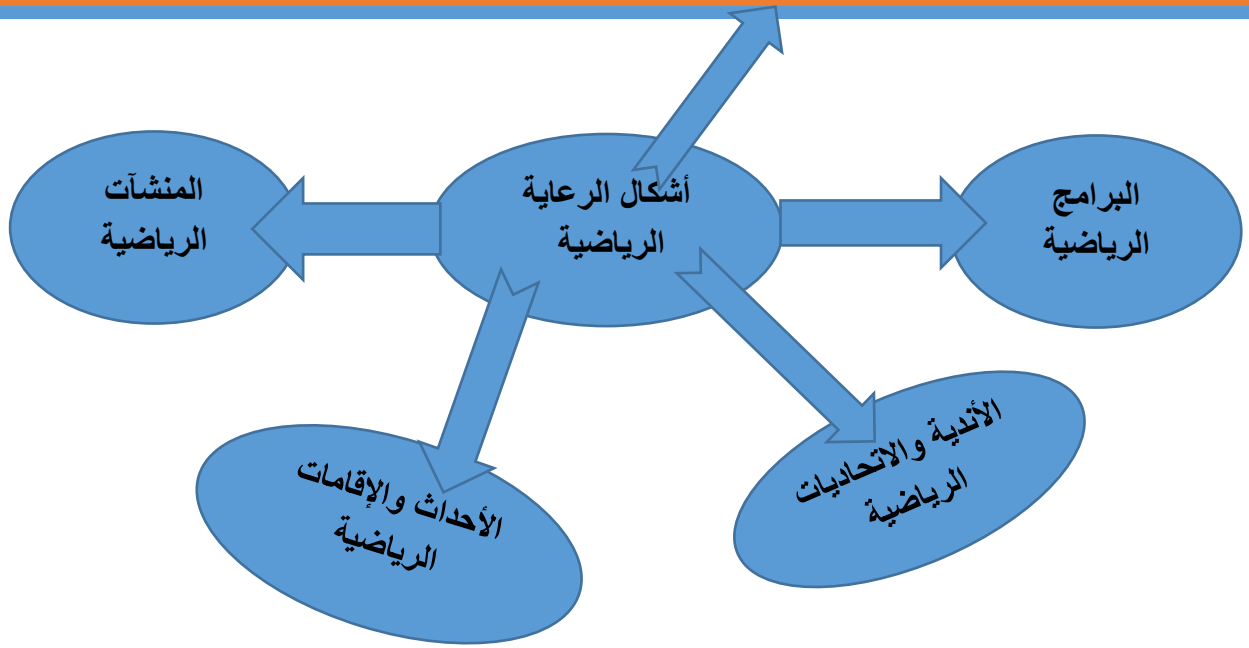 أشكال الرعاية
الرياضية
البرامج
الرياضية
المنشآت
الرياضية
الأندية والاتحاديات
الرياضية
الأحداث والإقامات
الرياضية